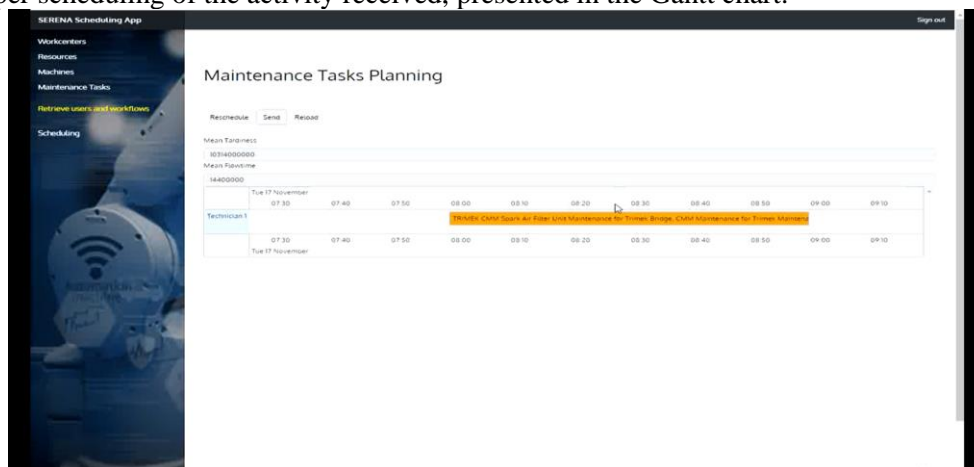 per scheduling of the activity received, presented in the Gantt chart.
SERENA Scheduling App
Sign out
Workcenters
Resources
Machines
Maintenance Tasks
Retrieve users and workflows
Scheduling
Maintenance Tasks Planning
Reschedule Send Reload
Mean Tardiness
10314000000
Mean Flowtime
14400000
Tue 17 November
07:30 07:40 07:50 08:00 08:10 08:20 08:30 08:40 08:50 09:00 09:10
Technician 1
TRIMEK CMM Spark Air Filter Unit Maintenance for Trimek Bridge, CMM Maintenance for Trimek
07:30 07:40 07:50 08:00 08:10 08:20 08:30 08:40 08:50 09:00 09:10
Tue 17 November